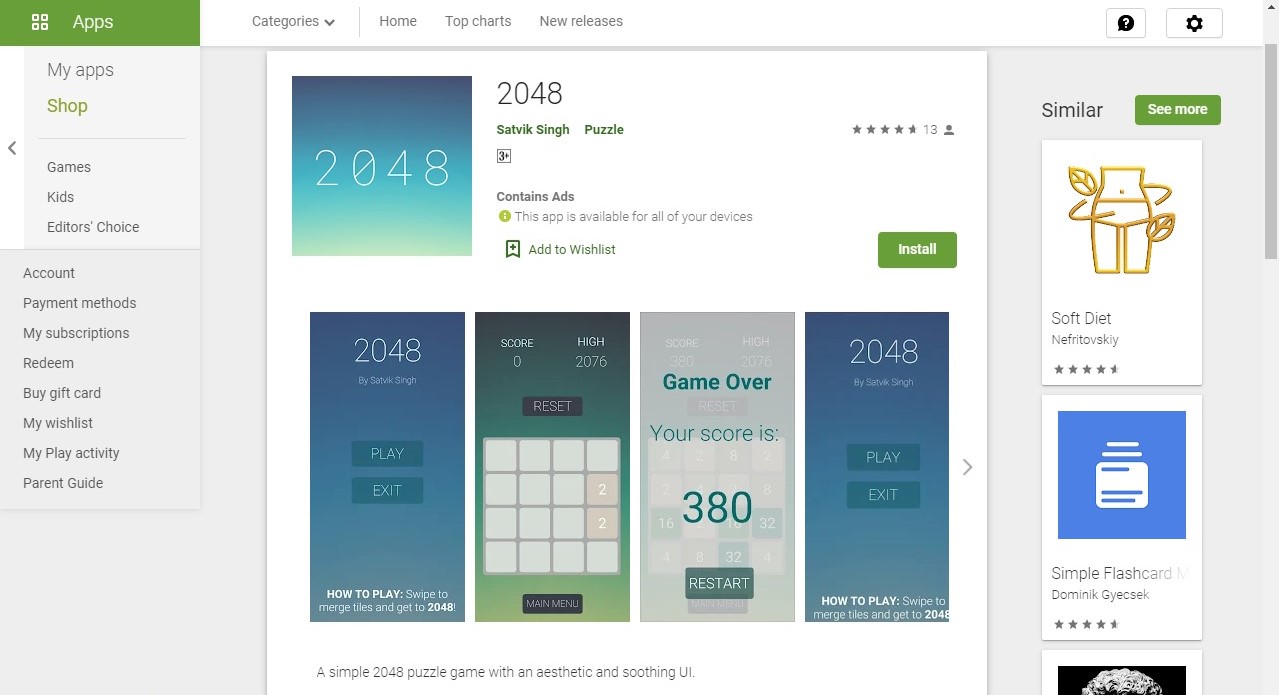 Apps
Categories
Home
Top charts
New releases
My apps
Shop
Games
Kids
Editors' Choice
Account
Payment methods
My subscriptions
Redeem
Buy gift card
My wishlist
My Play activity
Parent Guide
2048
2048
Satvik Singh Puzzle
13
3+
Contains Ads
This app is available for all of your devices
Add to Wishlist
Install
2048
By Satvik Singh
PLAY
EXIT
HOW TO PLAY: Swipe to
merge tiles and get to 2048!
SCORE HIGH
0 2076
RESET
2
2
MAIN MENU
SCORE HIGH
380 2076
Game Over
RESET
Your score is:
4 2 8 2
380
16 16 32
4 8 32 4
RESTART
MAIN MENU
2048
By Satvik Singh
PLAY
EXIT
HOW TO PLAY: Swipe to
merge tiles and get to 2048
A simple 2048 puzzle game with an aesthetic and soothing UI.
Similar
See more
Soft Diet
Nefritovskiy
Simple Flashcard M
Dominik Gyecsek